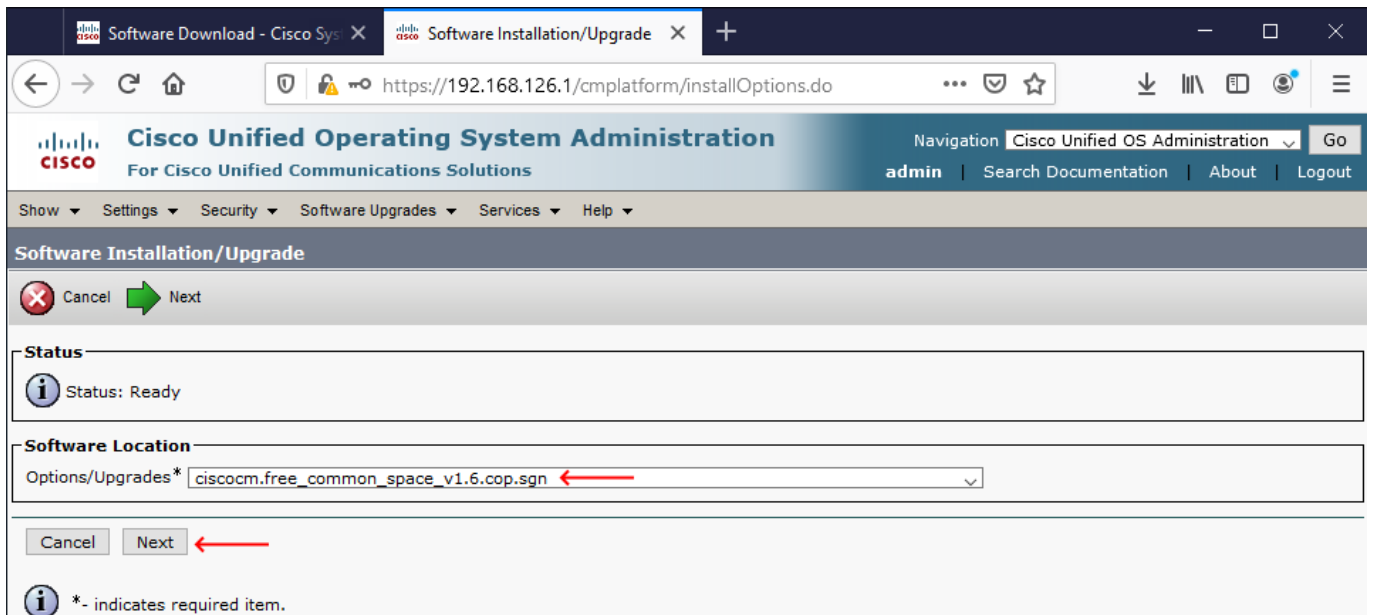 Software Download - Cisco Sys
Software Installation/Upgrade
https://192.168.126.1/cmplatform/installOptions.do
CISCO
Cisco Unified Operating System Administration
For Cisco Unified Communications Solutions
Navigation Cisco Unified OS Administration Go
admin | Search Documentation | About | Logout
Show Settings Security Software Upgrades Services Help
Software Installation/Upgrade
Cancel Next
Status
Status: Ready
Software Location
Options/Upgrades* ciscocm.free_common_space_v1.6.cop.sgn
Cancel Next
*- indicates required item.